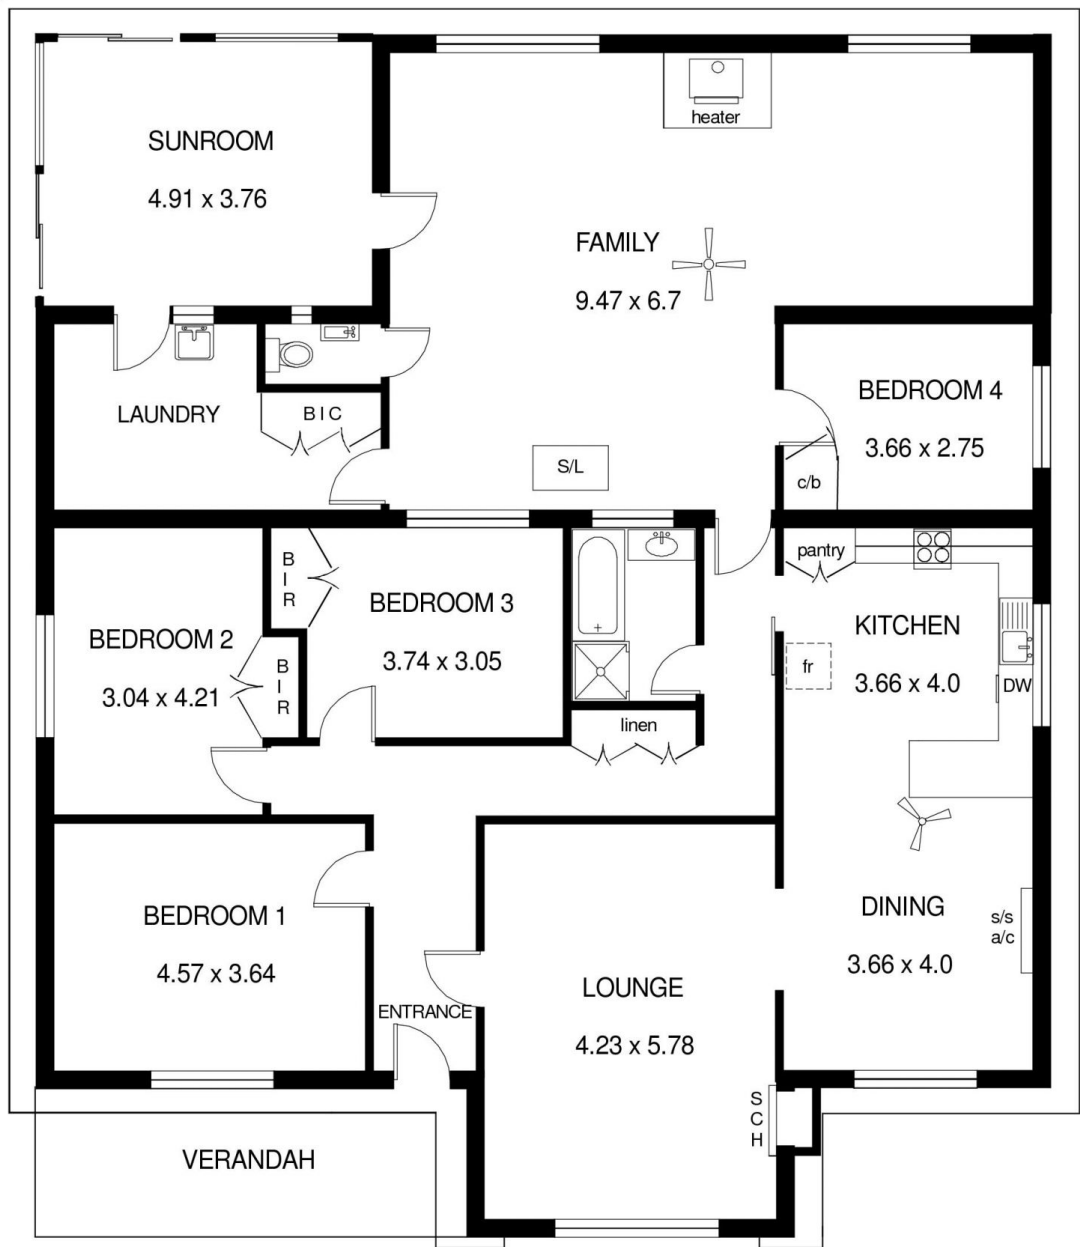 heater
SUNROOM
4.91 x 3.76
FAMILY
9.47 x 6.7
LAUNDRY
B I C
S/L
BEDROOM 4
3.66 x 2.75
c/b
pantry
B
I
R
BEDROOM 3
3.74 x 3.05
BEDROOM 2
3.04 x 4.21
B
I
R
linen
KITCHEN
3.66 x 4.0
fr
DW
BEDROOM 1
4.57 x 3.64
ENTRANCE
LOUNGE
4.23 x 5.78
DINING
3.66 x 4.0
s/s
a/c
S
C
H
VERANDAH